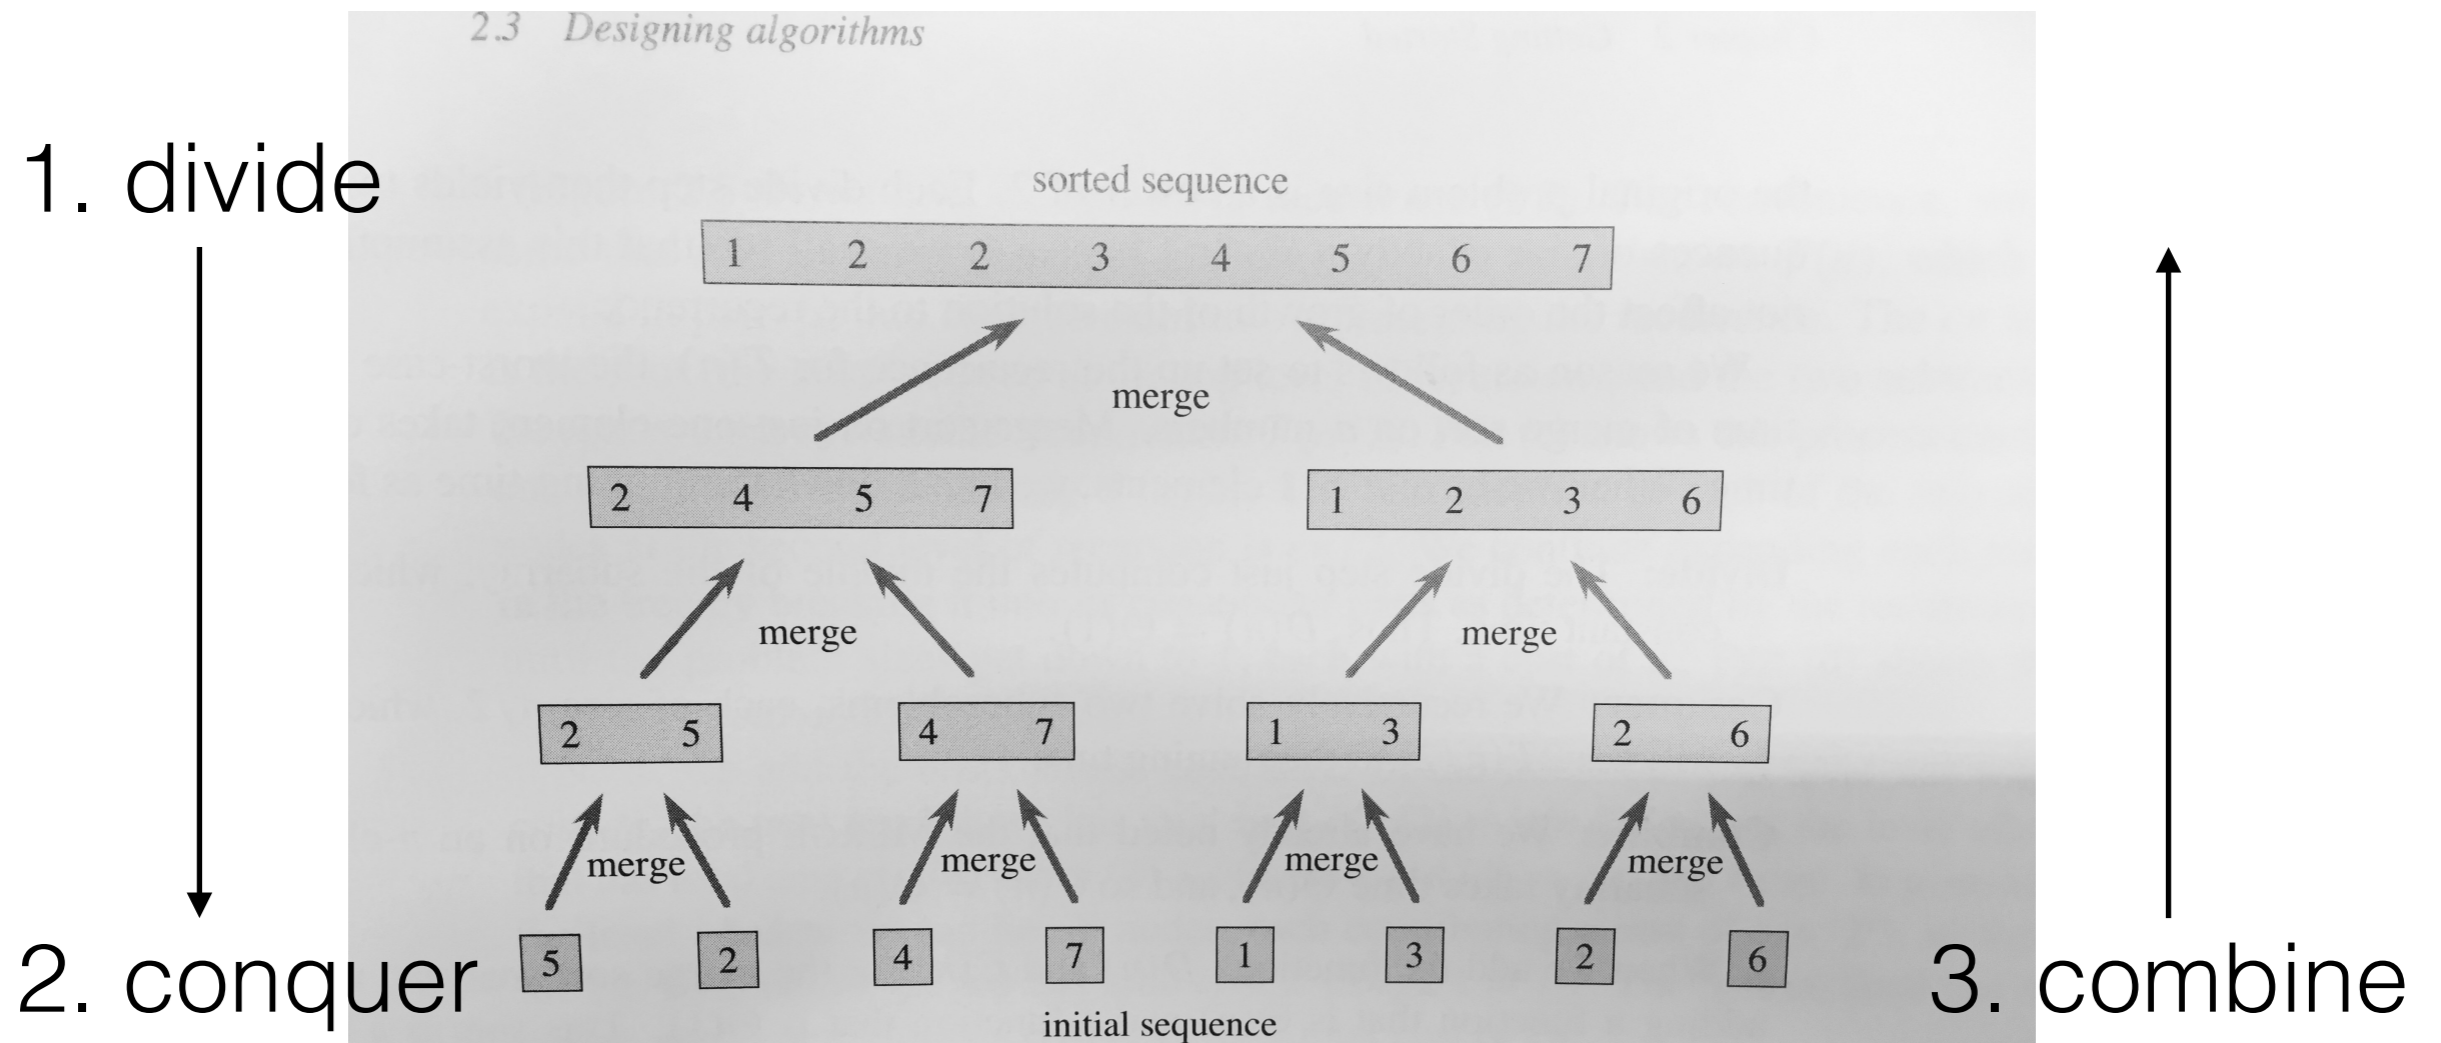 2.3 Designing algorithms
1. divide
sorted sequence
1 2 2 3 4 5 6 7
merge
2 4 5 7
1 2 3 6
merge
merge
2 5
4 7
1 3
2 6
merge
merge
merge
merge
2. conquer
5 2 4 7 1 3 2 6
3. combine
initial sequence